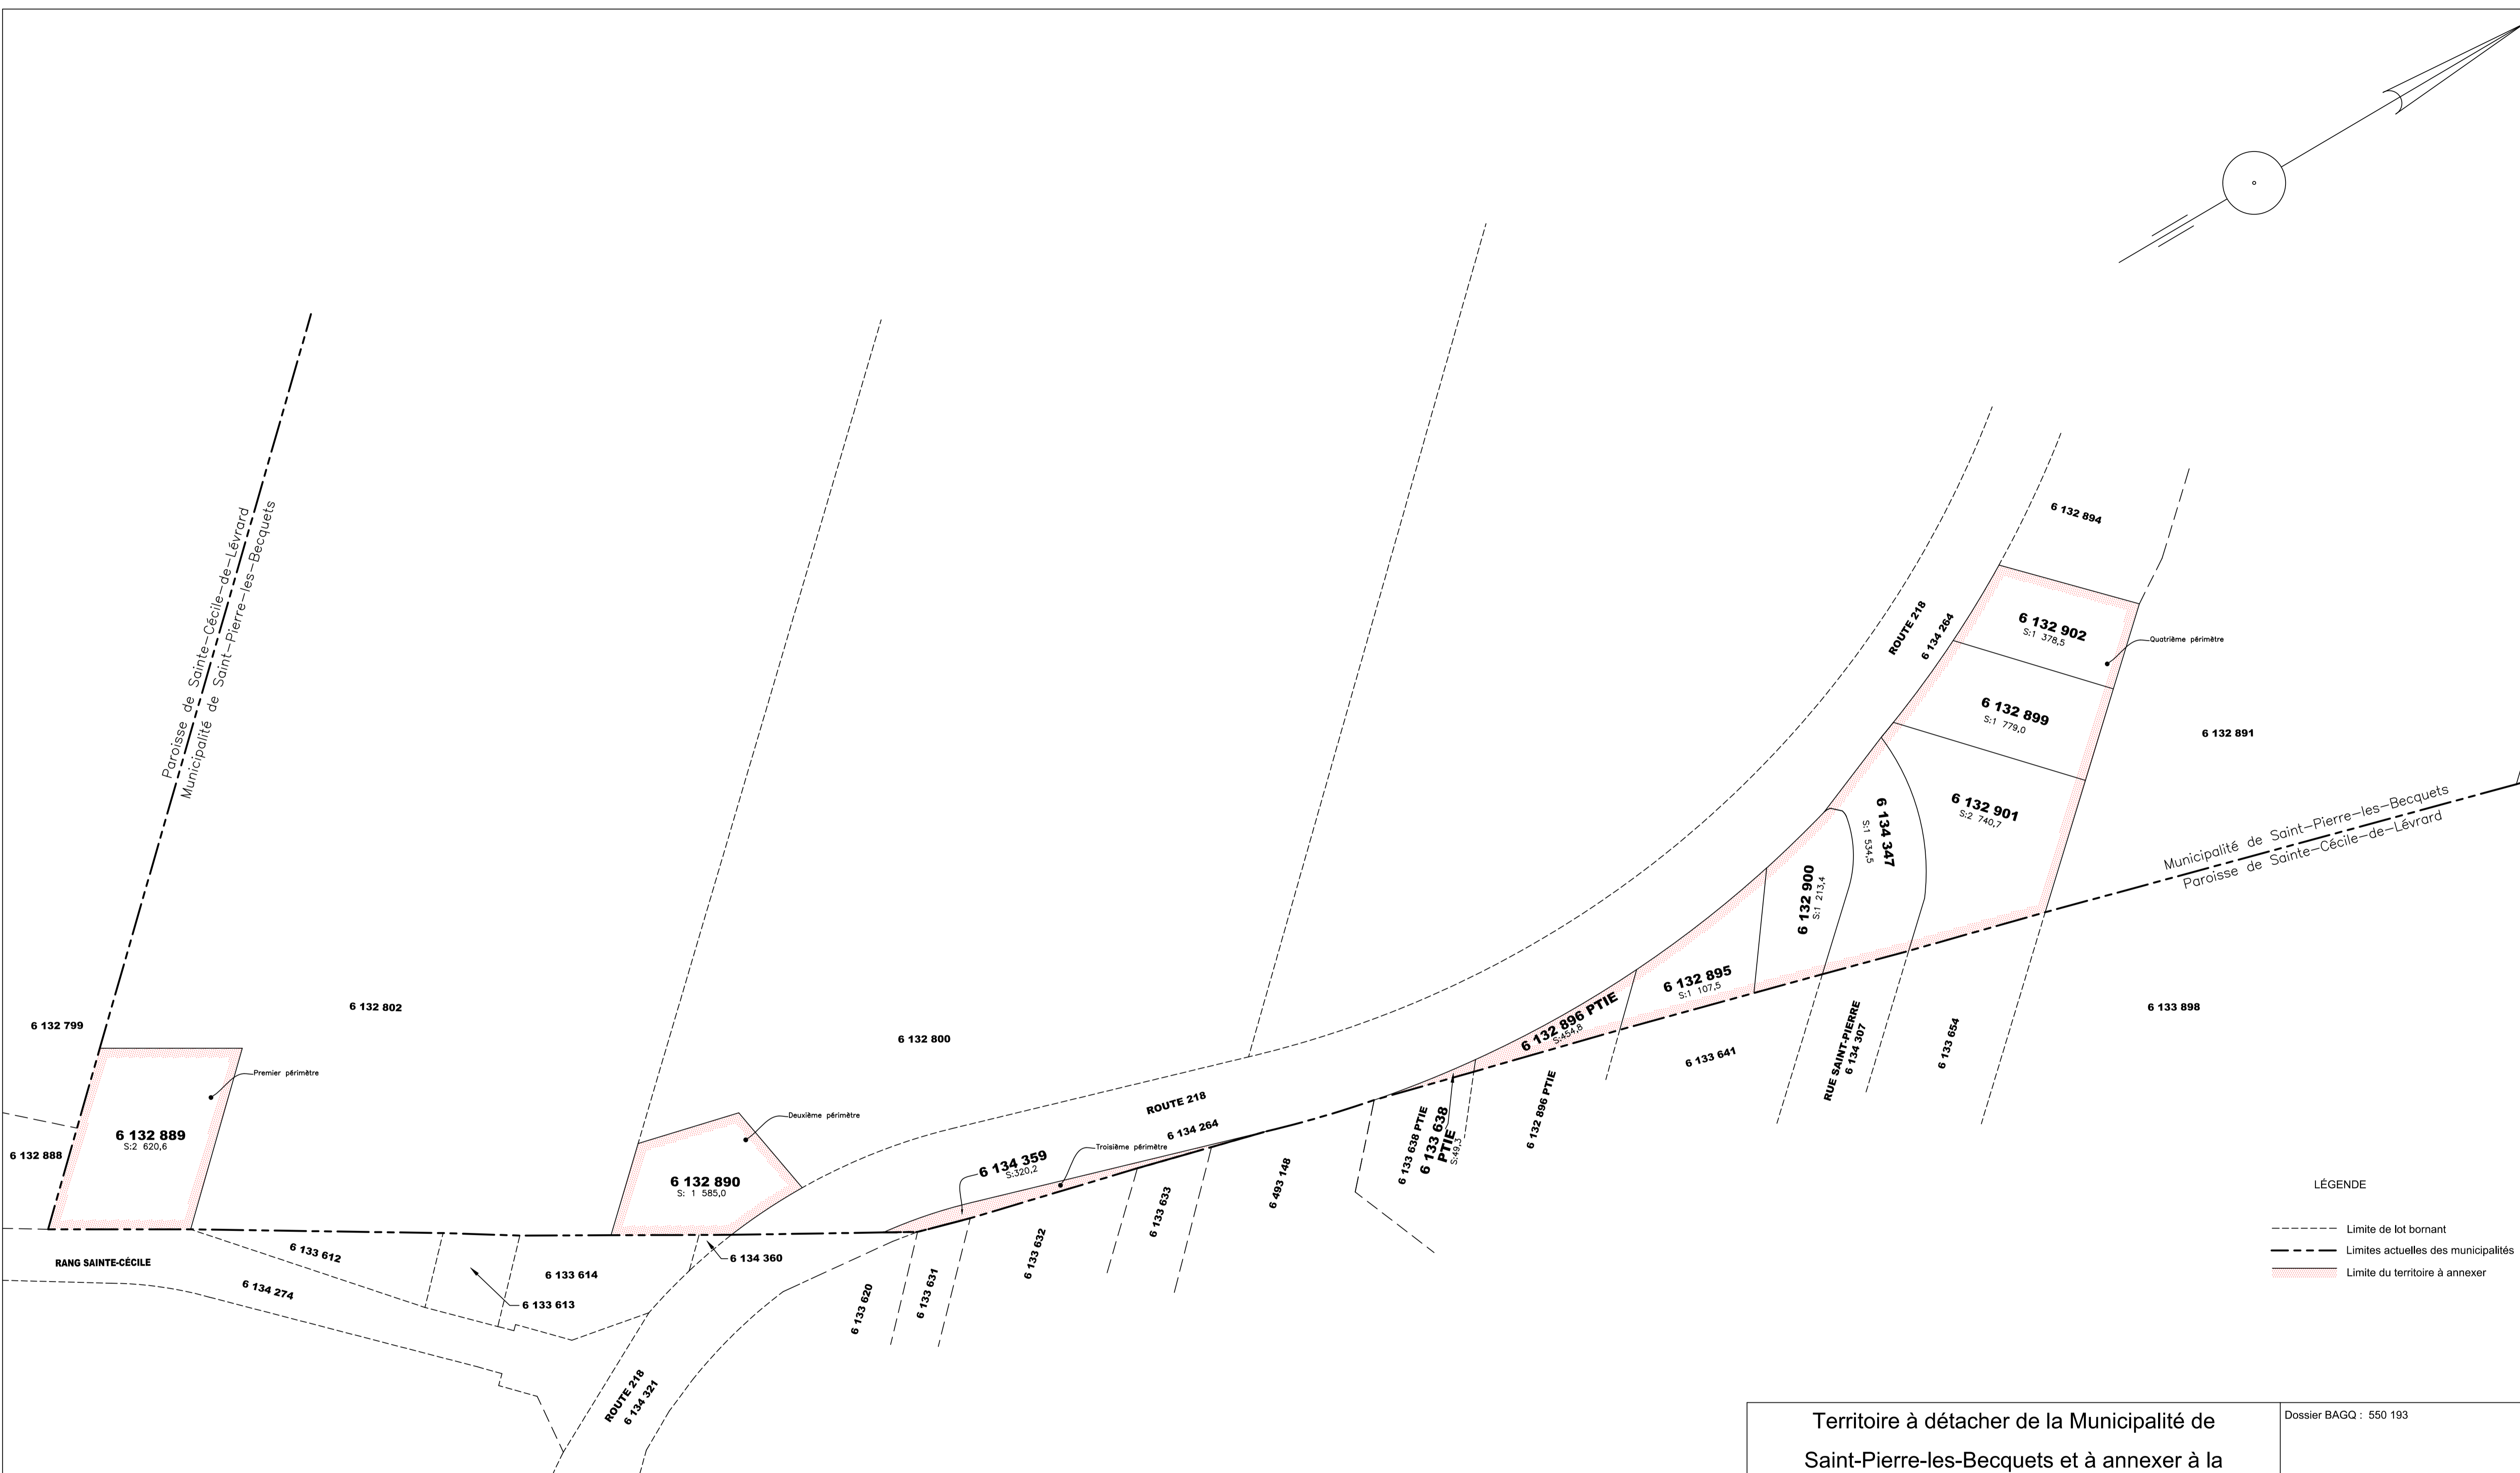 Paroisse de Sainte-Cécile-de-Lévrard
Municipalité de Saint-Pierre-les-Becquets
6 132 799
6 132 802
Premier périmètre
6 132 889
S:2 620,6
6 132 888
RANG SAINTE-CÉCILE
6 134 274
6 133 612
6 133 613
6 133 614
6 134 360
6 132 800
Deuxième périmètre
6 132 890
S: 1 585,0
ROUTE 218
6 134 321
ROUTE 218
6 134 264
Troisième périmètre
6 134 359
S:320,2
6 133 620
6 133 631
6 133 632
6 133 633
6 493 148
6 133 638 PTIE
6 133 638
PTIE
S:49,3
6 132 896 PTIE
S:454,8
6 132 896 PTIE
6 132 895
S:1 107,5
6 133 641
6 132 900
S:1 213,4
6 134 347
S:1 534,5
RUE SAINT-PIERRE
6 134 307
6 133 654
6 132 901
S:2 740,7
6 132 899
S:1 779,0
6 132 902
S:1 378,5
Quatrième périmètre
6 132 894
ROUTE 218
6 134 264
6 132 891
Municipalité de Saint-Pierre-les-Becquets
Paroisse de Sainte-Cécile-de-Lévrard
6 133 898
LÉGENDE
Limite de lot bornant
Limites actuelles des municipalités
Limite du territoire à annexer
Territoire à détacher de la Municipalité de
Saint-Pierre-les-Becquets et à annexer à la
Dossier BAGQ : 550 193